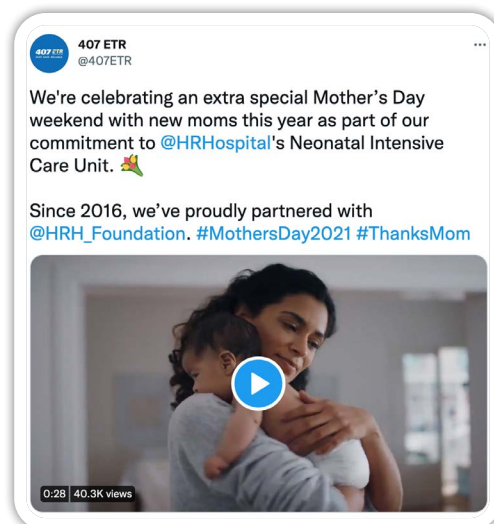 407 ETR
407 ETR
@407ETR
We're celebrating an extra special Mother’s Day
weekend with new moms this year as part of our
commitment to @HRHospital's Neonatal Intensive
Care Unit. 💐
Since 2016, we’ve proudly partnered with
@HRH_Foundation. #MothersDay2021 #ThanksMom
0:28 40.3K views